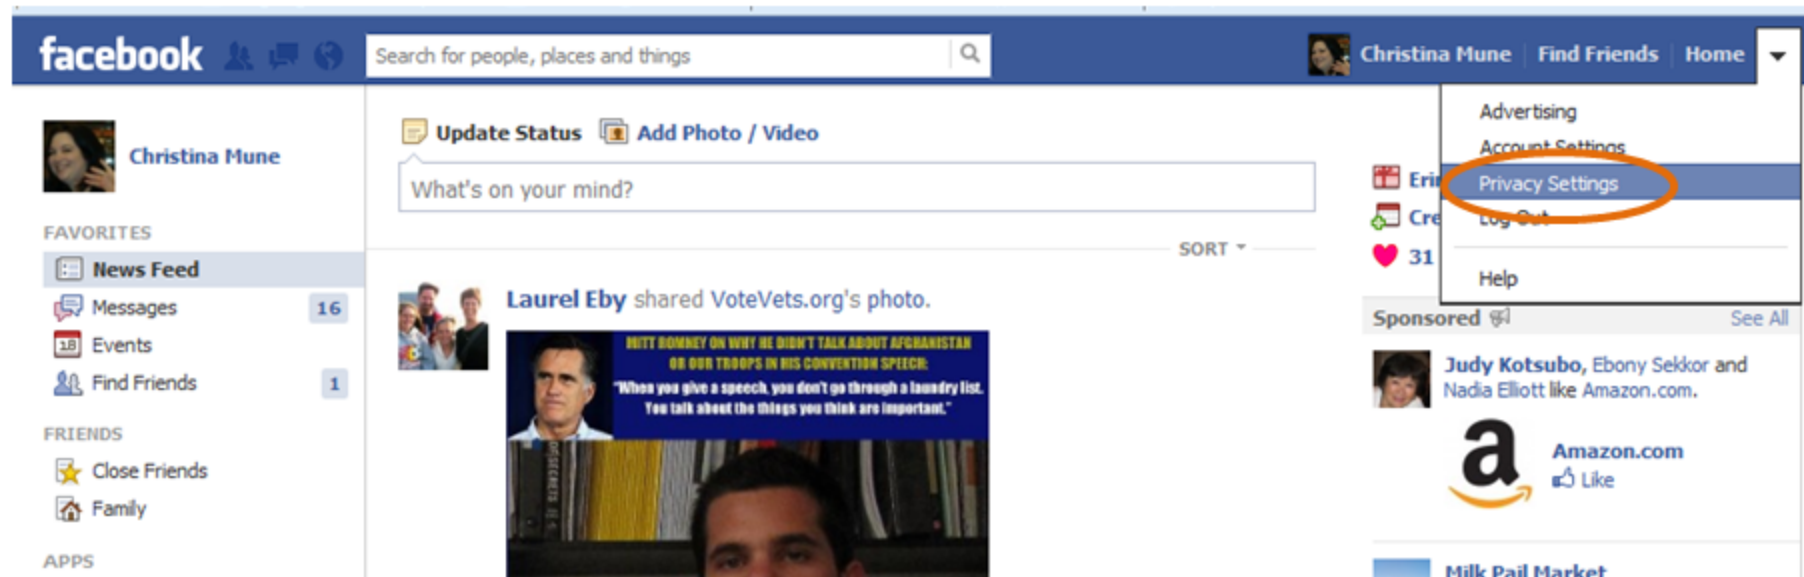 facebook
Search for people, places and things
Christina Mune
Find Friends
Home
Advertising
Account Settings
Privacy Settings
Log Out
Help
Christina Mune
FAVORITES
News Feed
Messages 16
Events
18
Find Friends 1
FRIENDS
Close Friends
Family
APPS
Update Status Add Photo / Video
What's on your mind?
SORT
Laurel Eby shared VoteVets.org's photo.
MITT ROMNEY ON WHY HE DIDN'T TALK ABOUT AFGHANISTAN
OR OUR TROOPS IN HIS CONVENTION SPEECH:
"When you give a speech, you don't go through a laundry list.
You talk about the things you think are important."
31
Sponsored
See All
Judy Kotsubo, Ebony Sekkor and
Nadia Elliott like Amazon.com.
a
Amazon.com
Like
Milk Pail Market